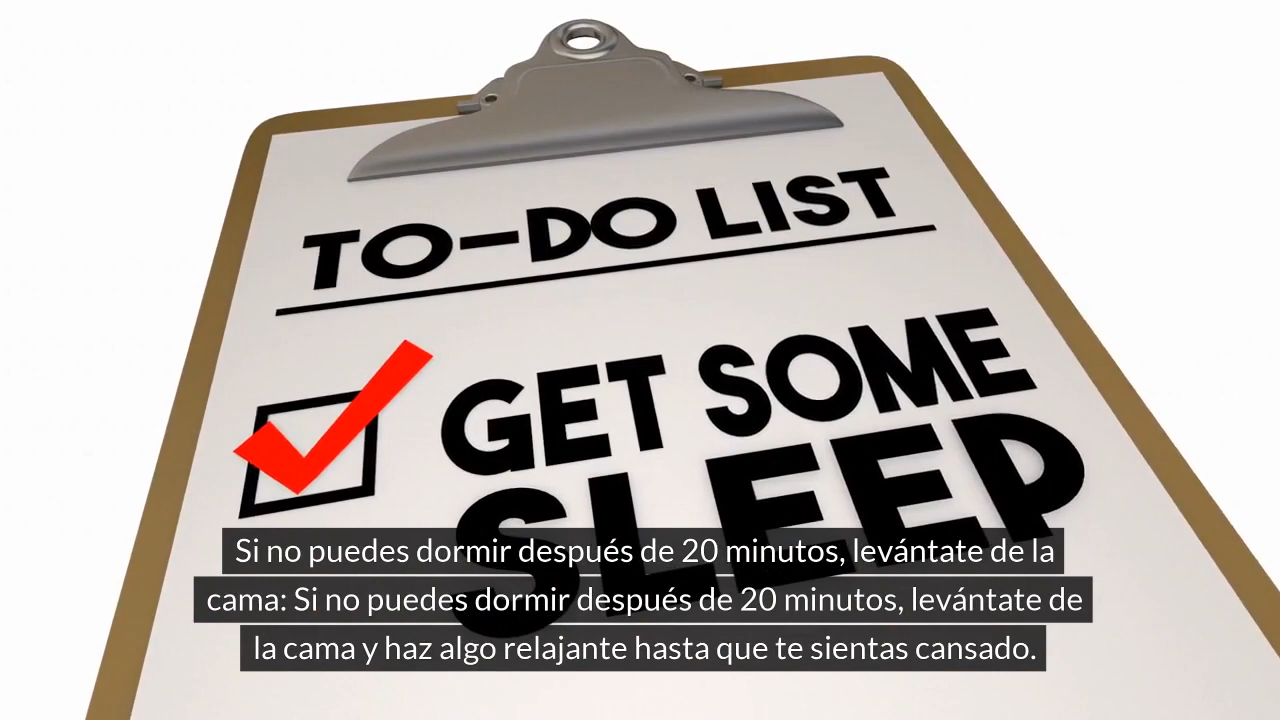 TO-DO LIST
GET SOME
SLEEP
Si no puedes dormir después de 20 minutos, levántate de la
cama: Si no puedes dormir después de 20 minutos, levántate de
la cama y haz algo relajante hasta que te sientas cansado.